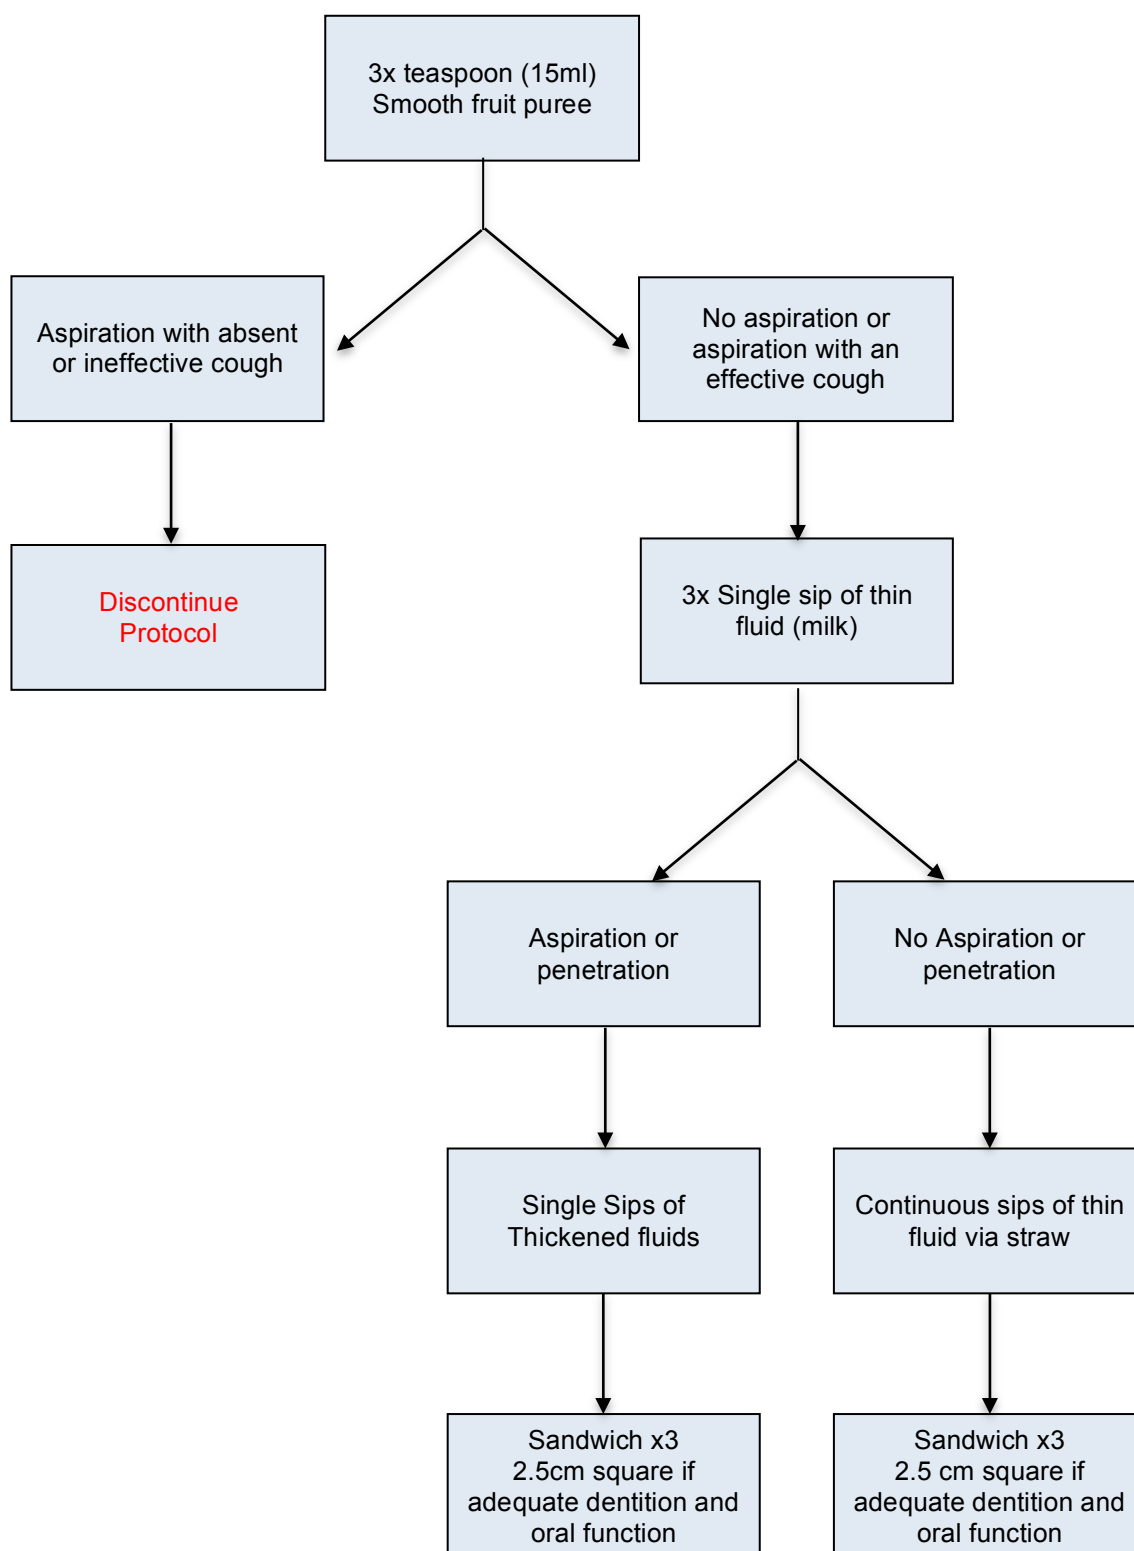 3x teaspoon (15ml)
Smooth fruit puree
Aspiration with absent
or ineffective cough
No aspiration or
aspiration with an
effective cough
Discontinue
Protocol
3x Single sip of thin
fluid (milk)
Aspiration or
penetration
No Aspiration or
penetration
Single Sips of
Thickened fluids
Continuous sips of thin
fluid via straw
Sandwich x3
2.5cm square if
adequate dentition and
oral function
Sandwich x3
2.5 cm square if
adequate dentition and
oral function